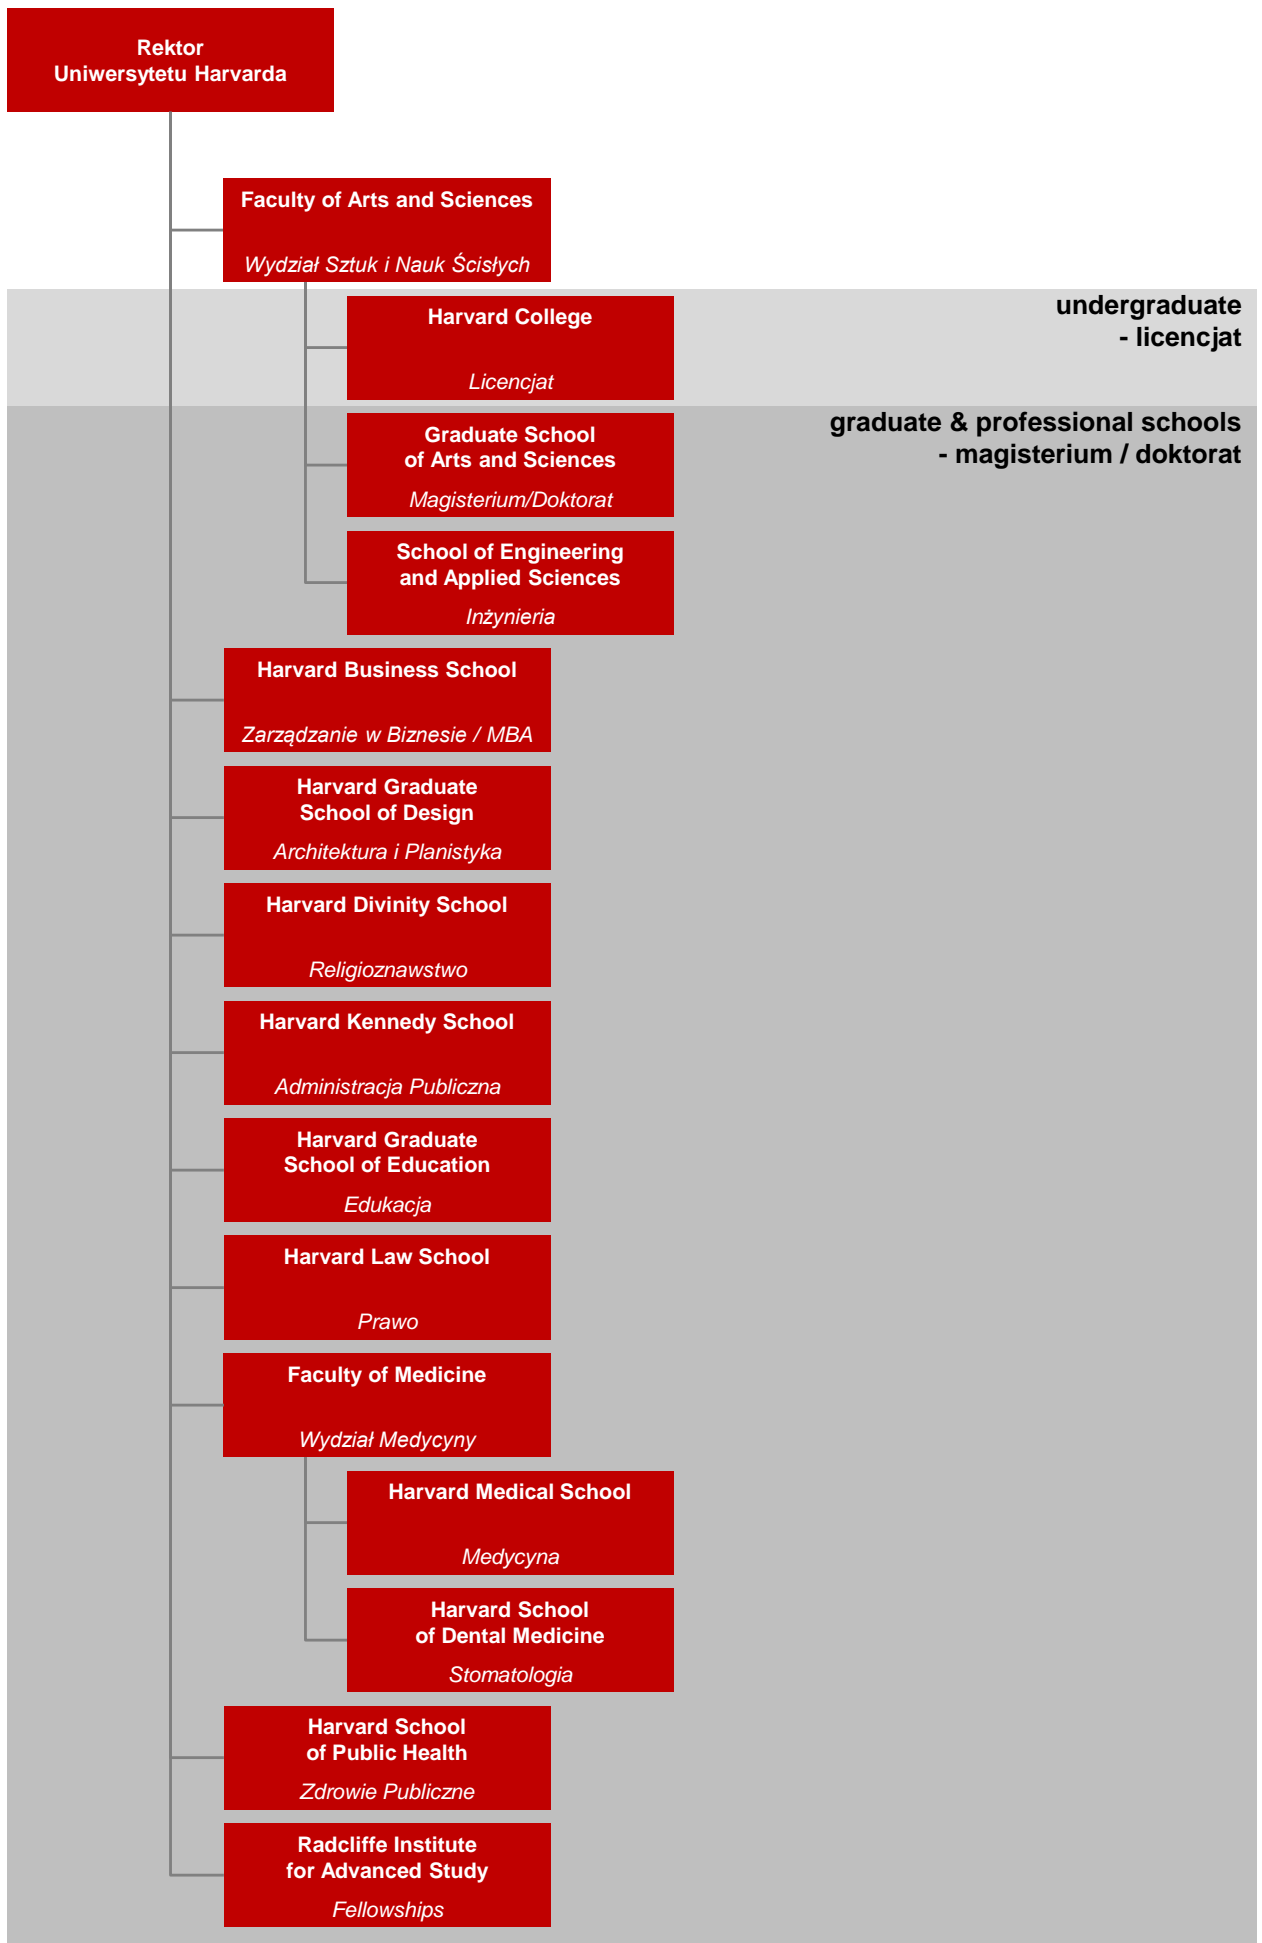 Rektor
Uniwersytetu Harvarda
Faculty of Arts and Sciences
Wydział Sztuk i Nauk Ścisłych
undergraduate
- licencjat
Harvard College
Licencjat
graduate & professional schools
- magisterium / doktorat
Graduate School
of Arts and Sciences
Magisterium/Doktorat
School of Engineering
and Applied Sciences
Inżynieria
Harvard Business School
Zarządzanie w Biznesie / MBA
Harvard Graduate
School of Design
Architektura i Planistyka
Harvard Divinity School
Religioznawstwo
Harvard Kennedy School
Administracja Publiczna
Harvard Graduate
School of Education
Edukacja
Harvard Law School
Prawo
Faculty of Medicine
Wydział Medycyny
Harvard Medical School
Medycyna
Harvard School
of Dental Medicine
Stomatologia
Harvard School
of Public Health
Zdrowie Publiczne
Radcliffe Institute
for Advanced Study
Fellowships